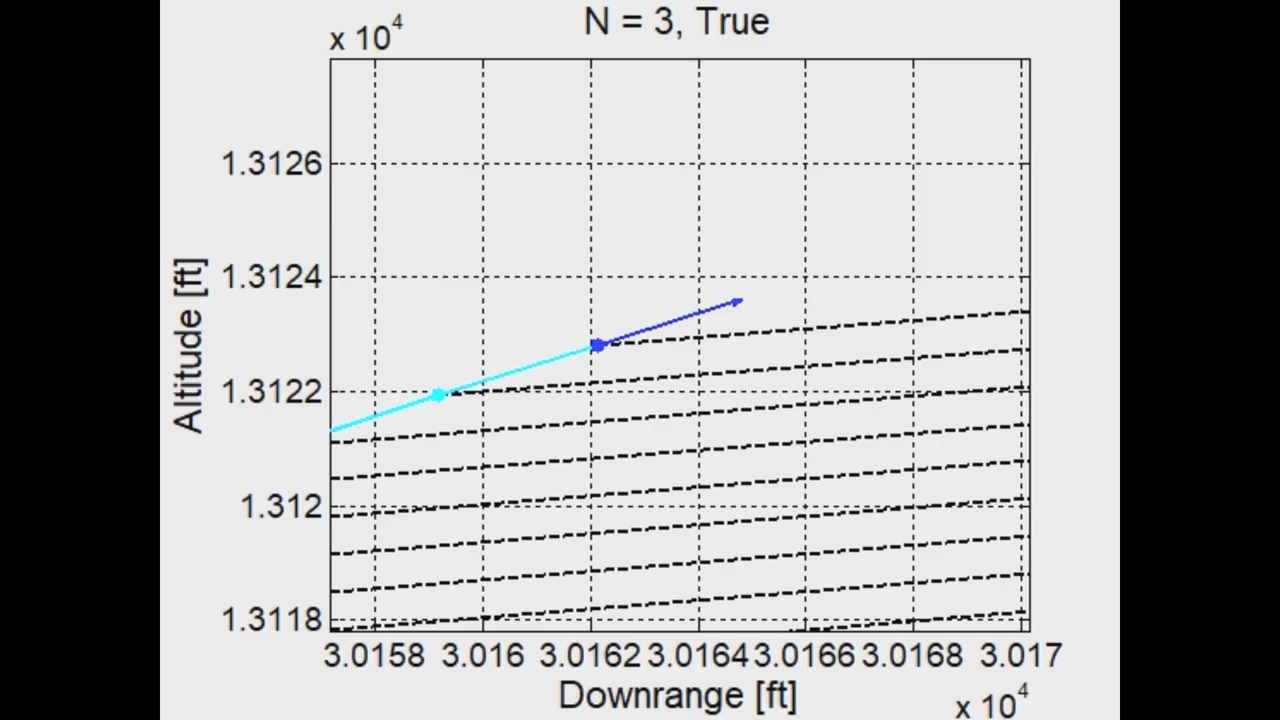 N = 3, True
x 10^4
1.3126
1.3124
1.3122
1.312
1.3118
Altitude [ft]
3.0158 3.016 3.0162 3.0164 3.0166 3.0168 3.017
Downrange [ft]
x 10^4